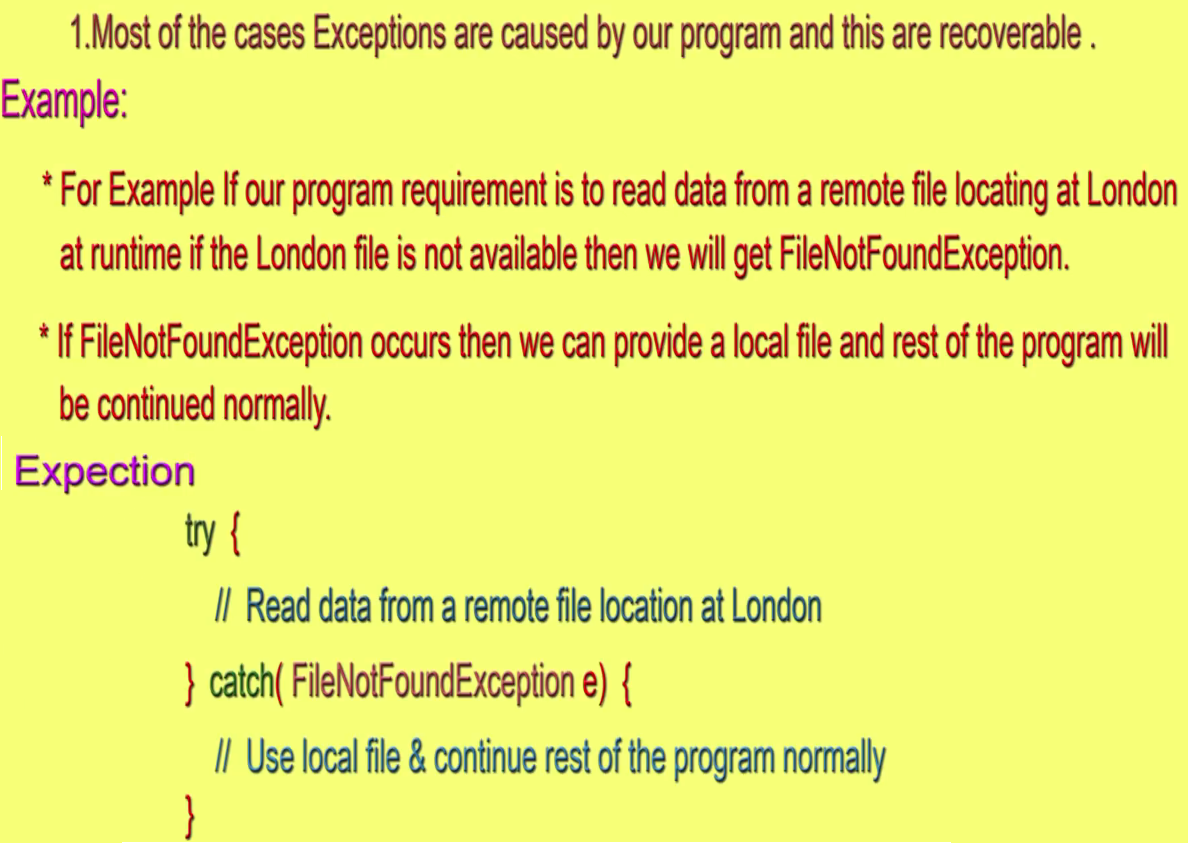 1.Most of the cases Exceptions are caused by our program and this are recoverable .
Example:
* For Example If our program requirement is to read data from a remote file locating at London
at runtime if the London file is not available then we will get FileNotFoundException.
* If FileNotFoundException occurs then we can provide a local file and rest of the program will
be continued normally.
Expection
try {
// Read data from a remote file location at London
} catch( FileNotFoundException e) {
// Use local file & continue rest of the program normally
}